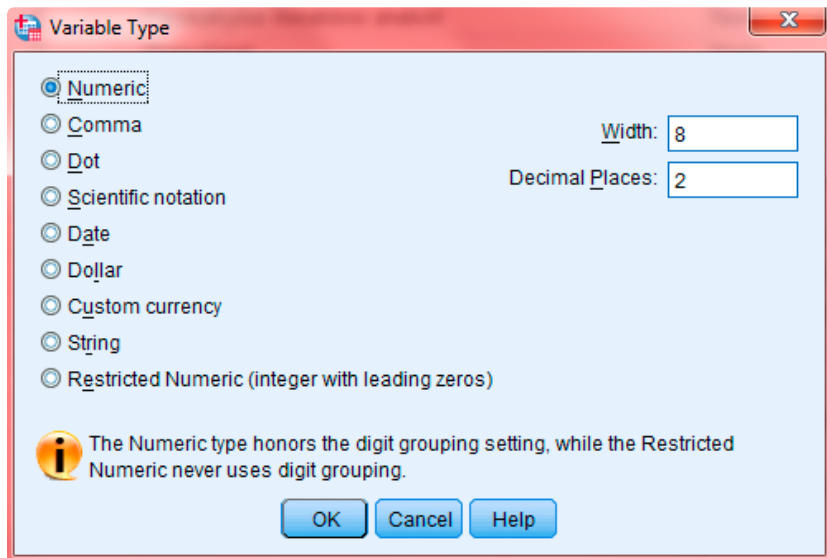 Variable Type
Numeric
Comma
Width: 8
Dot
Decimal Places: 2
Scientific notation
Date
Dollar
Custom currency
String
Restricted Numeric (integer with leading zeros)
The Numeric type honors the digit grouping setting, while the Restricted
Numeric never uses digit grouping.
OK Cancel Help